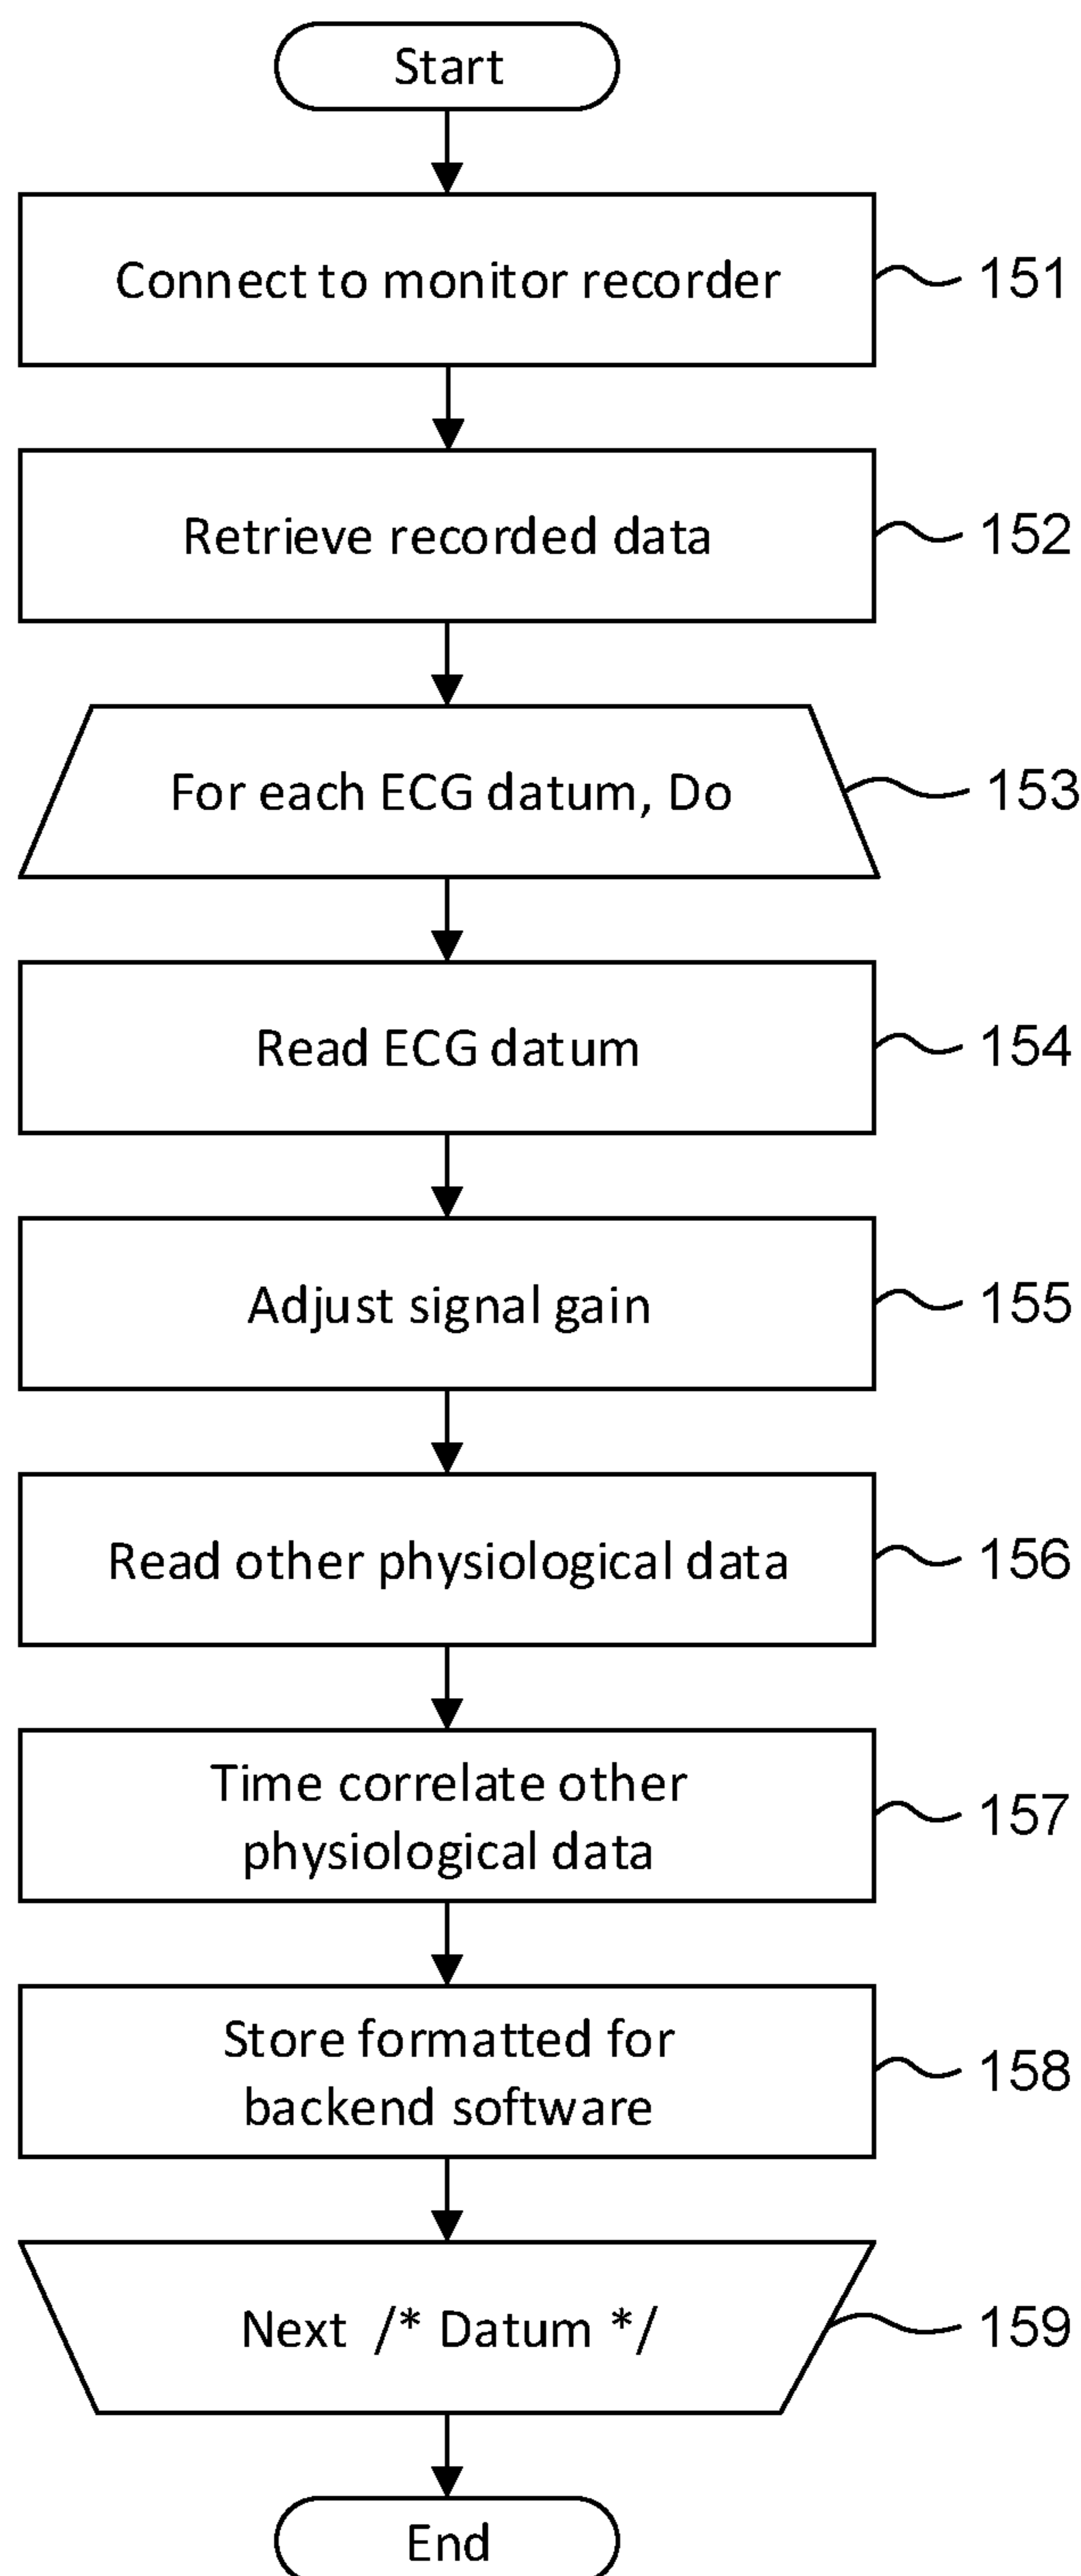 Start
Connect to monitor recorder
151
Retrieve recorded data
152
For each ECG datum, Do
153
Read ECG datum
154
Adjust signal gain
155
Read other physiological data
156
Time correlate other
physiological data
157
Store formatted for
backend software
158
Next /* Datum */
159
End